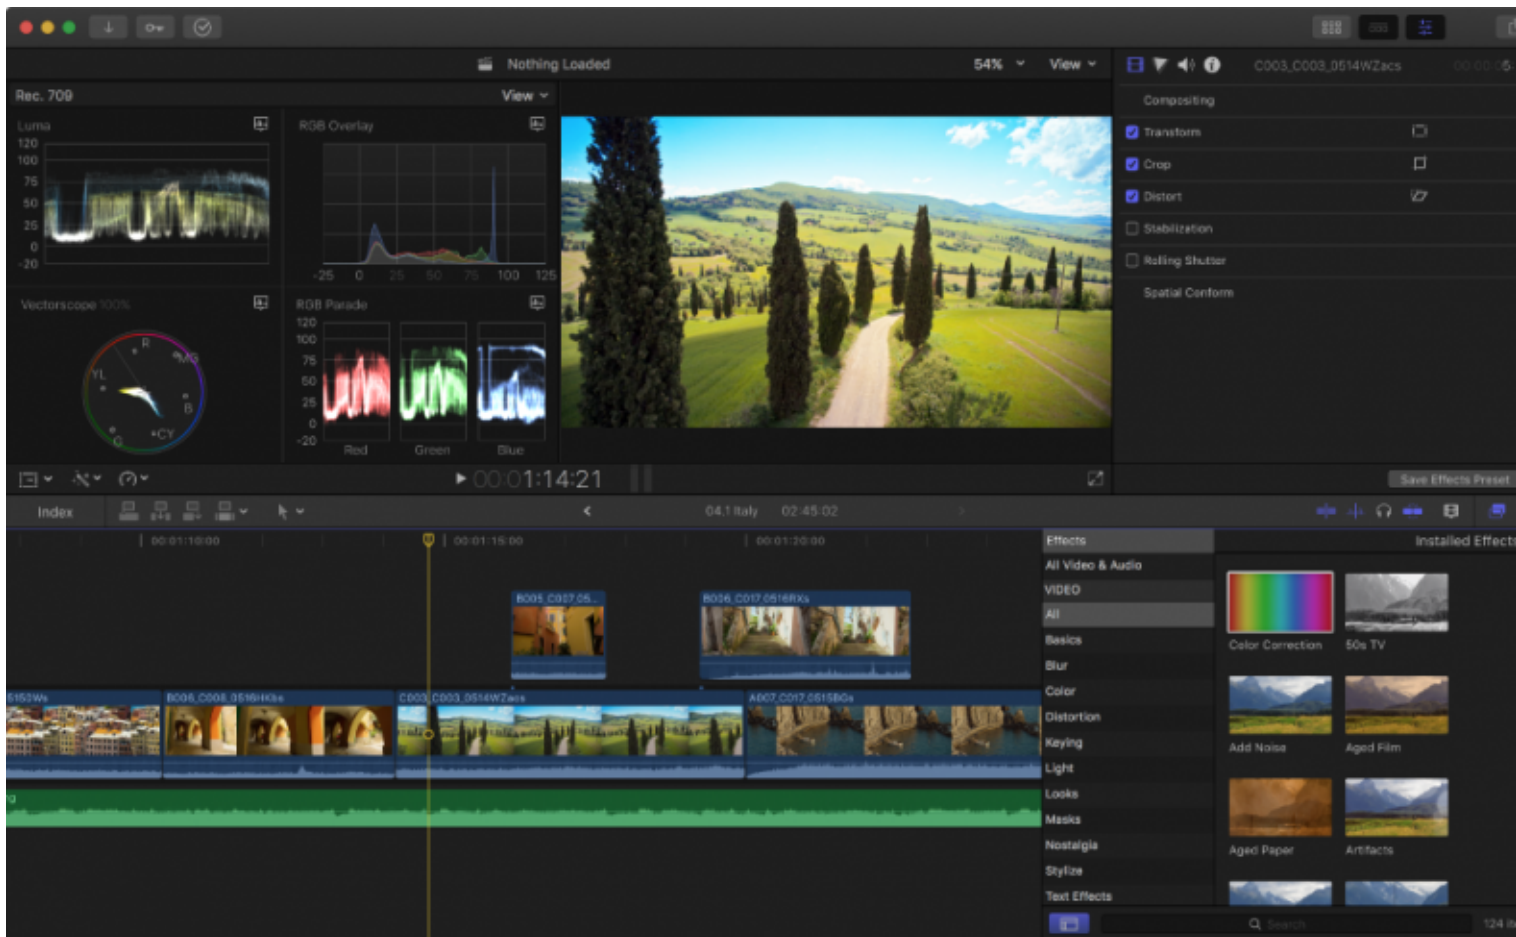 Nothing Loaded
54%
View
C003_C003_0514WZacs
Rec. 709
View
Compositing
Luma
RGB Overlay
Transform
120
100
75
50
25
0
-20
Crop
Distort
Stabilization
Rolling Shutter
-25 0 25 50 75 100 125
Spatial Conform
Vectorscope 100%
RGB Parade
120
100
75
50
25
0
-20
R
MG
YL
B
G
CY
Red
Green
Blue
00:00:01:14:21
Save Effects Preset
Index
04.1 Italy
02:45:02
00:01:10:00
00:01:15:00
00:01:20:00
Effects
Installed Effects
All Video & Audio
VIDEO
All
Basics
Blur
Color
Distortion
Keying
Light
Looks
Masks
Nostalgia
Stylize
Text Effects
B005_C007_05...
B006_C017_0516RXs
B006_C008_0516HKbs
C003_C003_0514WZacs
A007_C017_0515BGs
Color Correction
50s TV
Add Noise
Aged Film
Aged Paper
Artifacts
Search